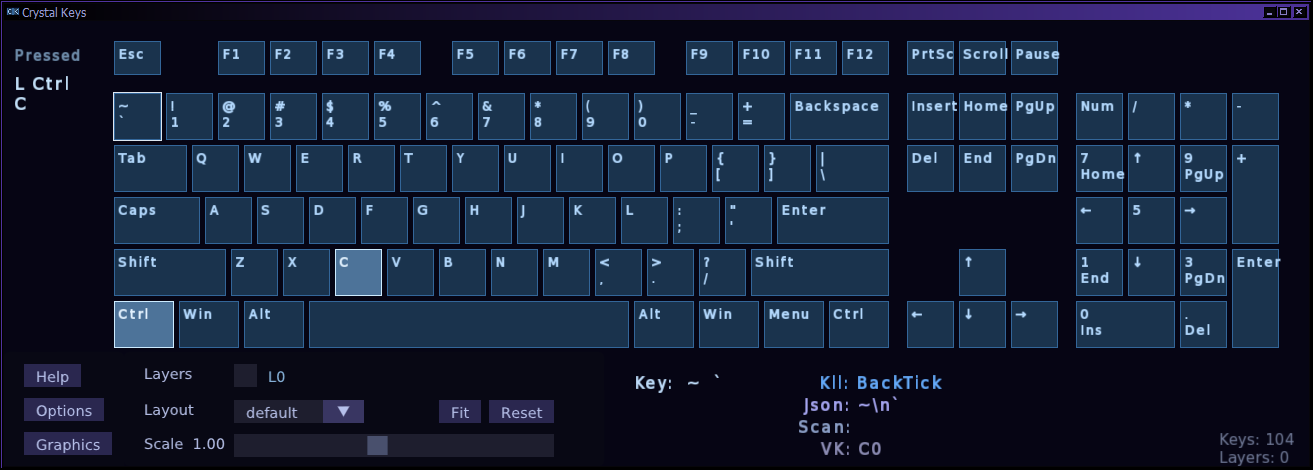 Crystal Keys
Pressed
L Ctrl
C
Esc F1 F2 F3 F4 F5 F6 F7 F8 F9 F10 F11 F12 PrtSc Scroll Pause
~ ! @ # $ % ^ & * ( ) _ + Backspace Insert Home PgUp Num / * -
` 1 2 3 4 5 6 7 8 9 0 - =
Tab Q W E R T Y U I O P { } | Del End PgDn 7 ↑ 9 +
[ ] \ Home PgUp
Caps A S D F G H J K L : " Enter ← 5 →
; '
Shift Z X C V B N M < > ? Shift ↑ 1 ↓ 3 Enter
, . / End PgDn
Ctrl Win Alt Alt Win Menu Ctrl ← ↓ → 0 .
Ins Del
Help Layers L0
Options Layout default ▼ Fit Reset
Graphics Scale 1.00
Key: ~ ` Kll: BackTick
Json: ~\n`
Scan:
VK: C0
Keys: 104
Layers: 0